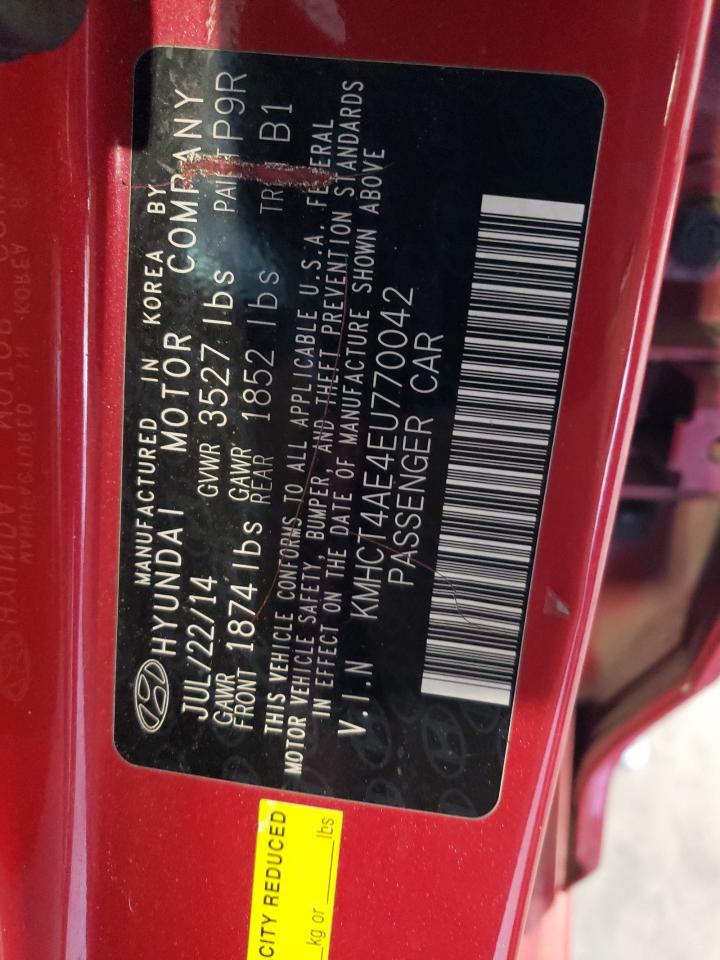 MANUFACTURED IN KOREA BY
HYUNDAI MOTOR COMPANY
JUL/22/14 GVWR 3527 lbs PAINT P9R
GAWR FRONT 1874 lbs GAWR REAR 1852 lbs TRIM B1
THIS VEHICLE CONFORMS TO ALL APPLICABLE U.S.A. FEDERAL
MOTOR VEHICLE SAFETY, BUMPER, AND THEFT PREVENTION STANDARDS
IN EFFECT ON THE DATE OF MANUFACTURE SHOWN ABOVE
V.I.N KMHCT4AE4EU770042
PASSENGER CAR
CITY REDUCED
kg or lbs